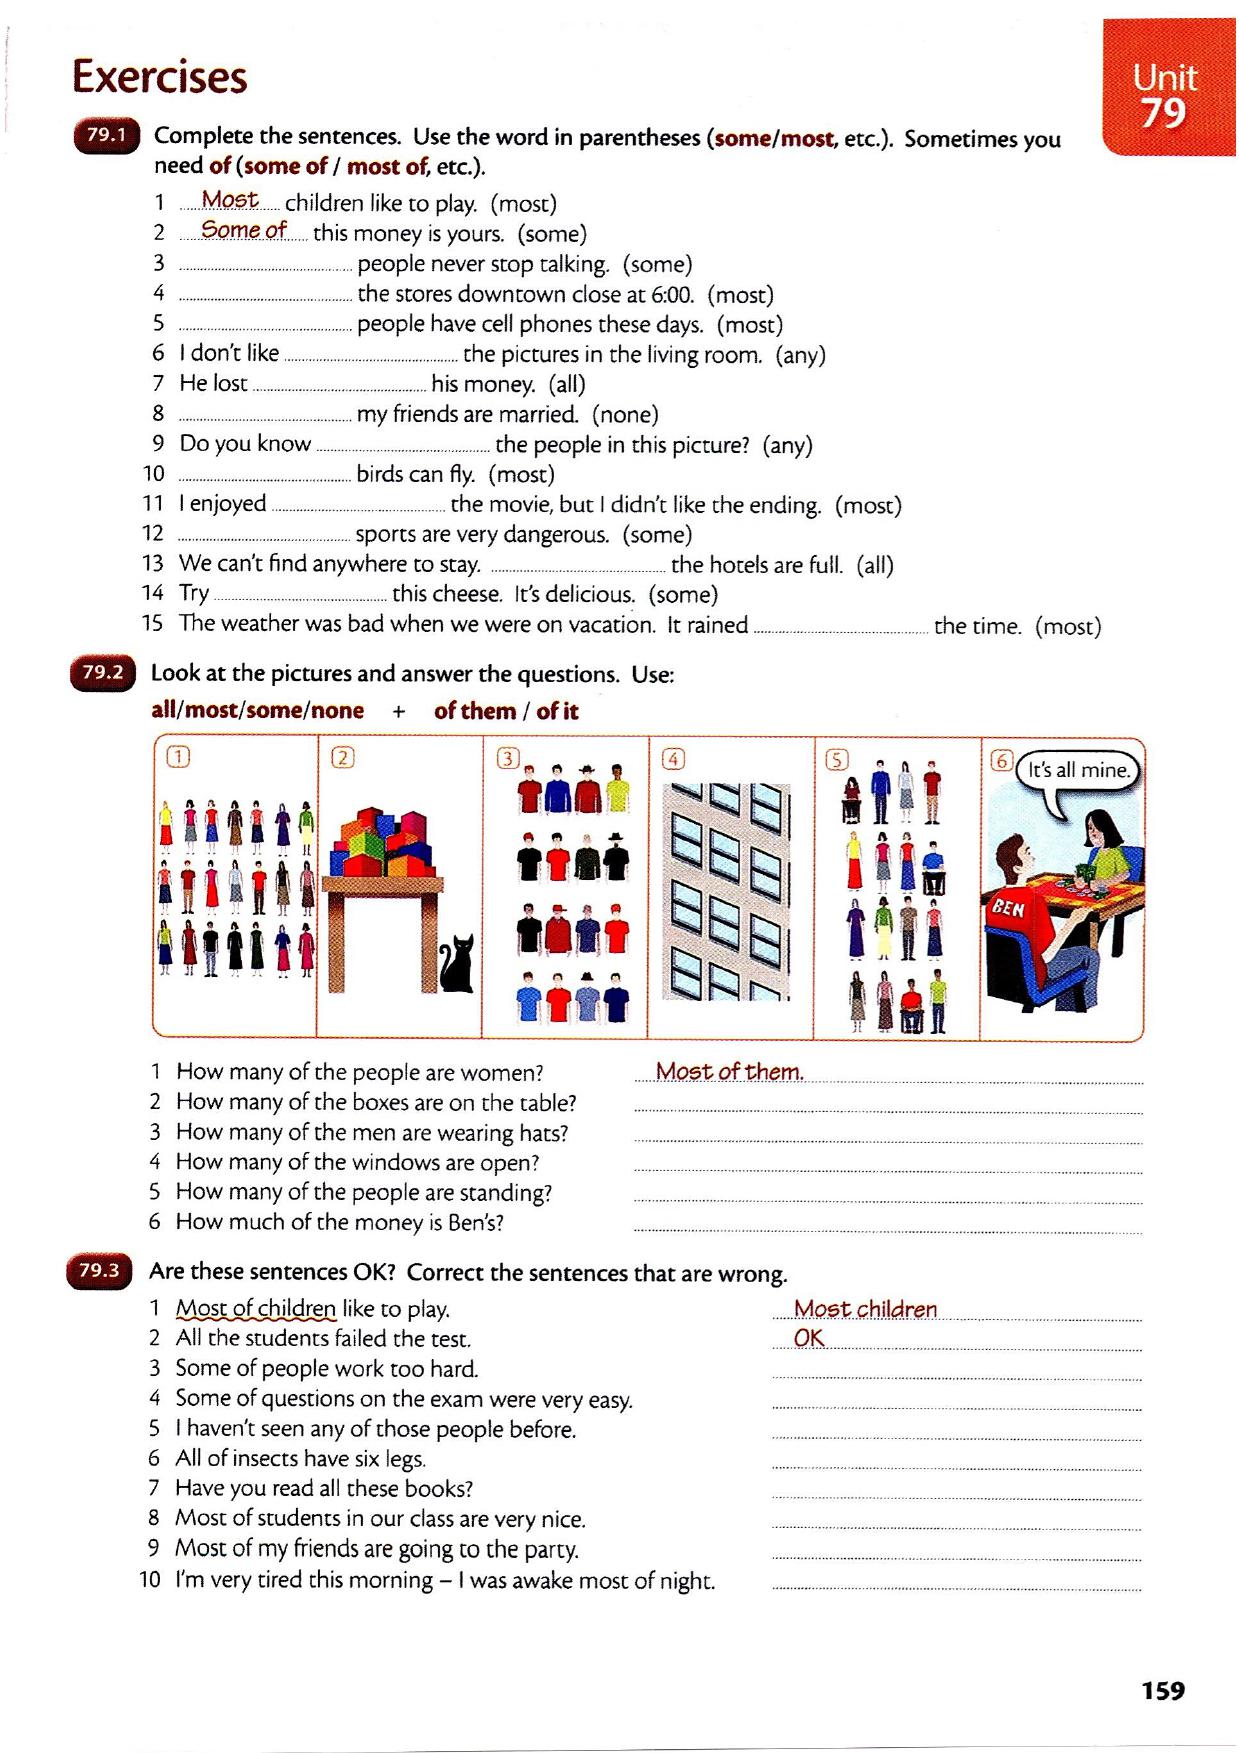 Exercises
Unit
79
79.1 Complete the sentences. Use the word in parentheses (some/most, etc.). Sometimes you
need of (some of / most of, etc.).
1 Most children like to play. (most)
2 Some of this money is yours. (some)
3 ........ people never stop talking. (some)
4 ........ the stores downtown close at 6:00. (most)
5 ........ people have cell phones these days. (most)
6 I don't like ........ the pictures in the living room. (any)
7 He lost ........ his money. (all)
8 ........ my friends are married. (none)
9 Do you know ........ the people in this picture? (any)
10 ........ birds can fly. (most)
11 I enjoyed ........ the movie, but I didn't like the ending. (most)
12 ........ sports are very dangerous. (some)
13 We can't find anywhere to stay. ........ the hotels are full. (all)
14 Try ........ this cheese. It's delicious. (some)
15 The weather was bad when we were on vacation. It rained ........ the time. (most)
79.2 Look at the pictures and answer the questions. Use:
all/most/some/none + of them / of it
1 2 3 4 5 6 It's all mine.
BEN
1 How many of the people are women? Most of them.
2 How many of the boxes are on the table?
3 How many of the men are wearing hats?
4 How many of the windows are open?
5 How many of the people are standing?
6 How much of the money is Ben's?
79.3 Are these sentences OK? Correct the sentences that are wrong.
1 Most of children like to play. Most children
2 All the students failed the test. OK
3 Some of people work too hard.
4 Some of questions on the exam were very easy.
5 I haven't seen any of those people before.
6 All of insects have six legs.
7 Have you read all these books?
8 Most of students in our class are very nice.
9 Most of my friends are going to the party.
10 I'm very tired this morning – I was awake most of night.
159